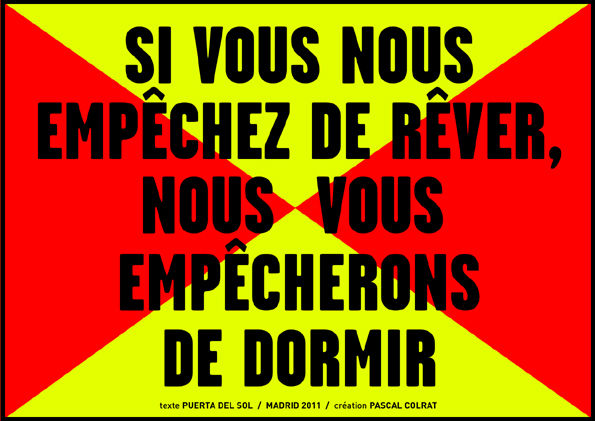 SI VOUS NOUS
EMPÊCHEZ DE RÊVER,
NOUS VOUS
EMPÊCHERONS
DE DORMIR
texte PUERTA DEL SOL / MADRID 2011 / création PASCAL COLRAT